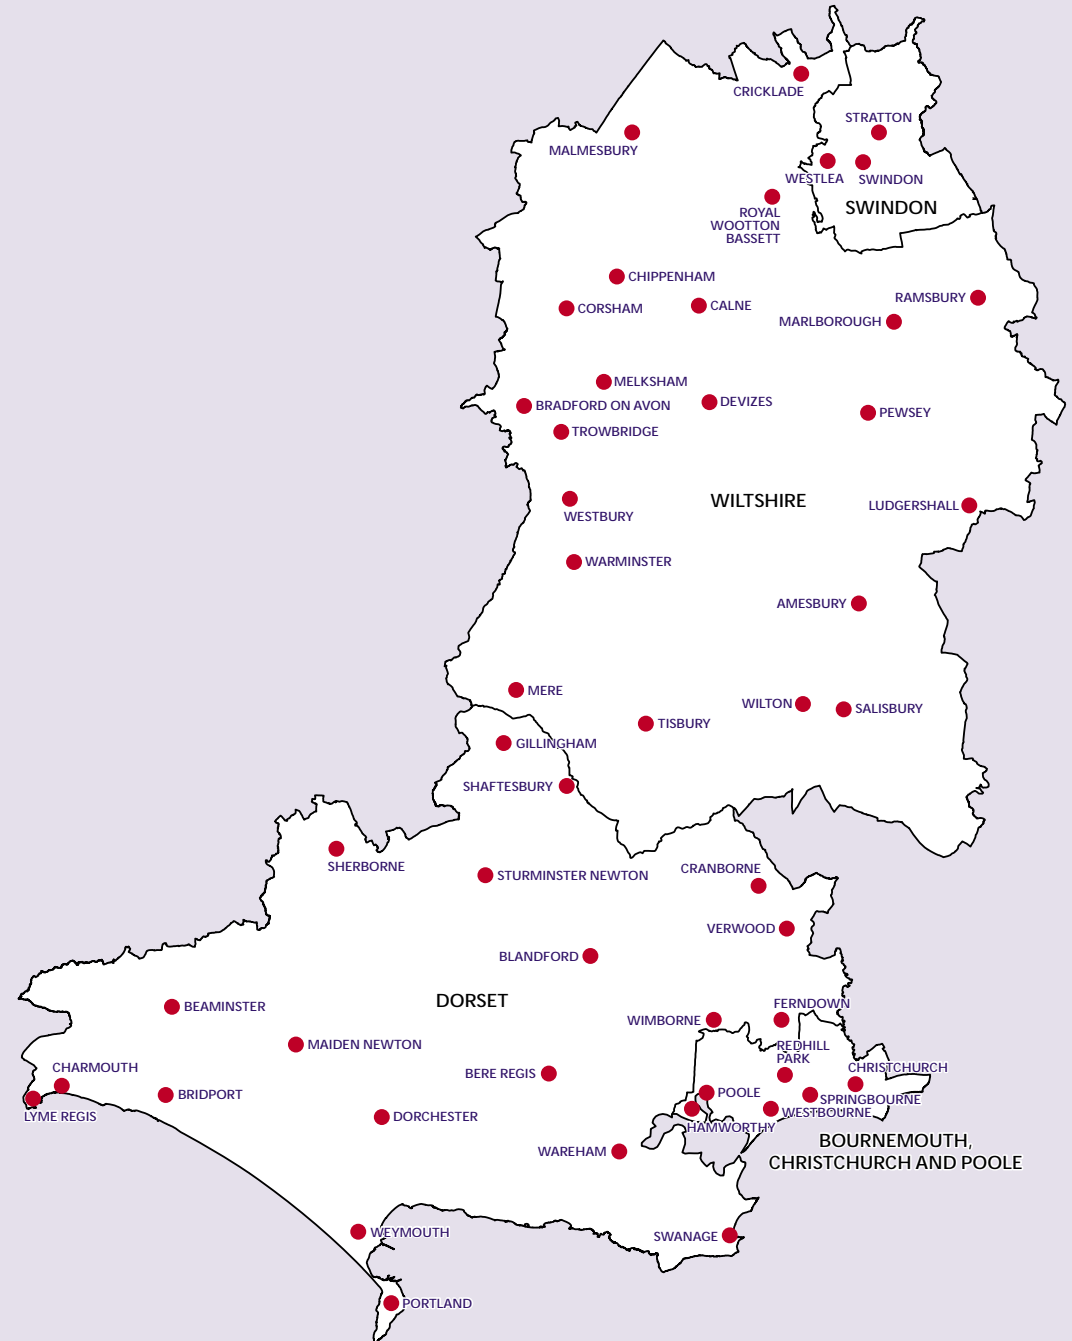 CRICKLADE
STRATTON
MALMESBURY
WESTLEA
SWINDON
SWINDON
ROYAL
WOOTTON
BASSETT
CHIPPENHAM
RAMSBURY
CORSHAM
CALNE
MARLBOROUGH
MELKSHAM
DEVIZES
BRADFORD ON AVON
PEWSEY
TROWBRIDGE
WILTSHIRE
LUDGERSHALL
WESTBURY
WARMINSTER
AMESBURY
MERE
WILTON
SALISBURY
TISBURY
GILLINGHAM
SHAFTESBURY
SHERBORNE
CRANBORNE
STURMINSTER NEWTON
VERWOOD
BLANDFORD
DORSET
FERNDOWN
BEAMINSTER
WIMBORNE
MAIDEN NEWTON
REDHILL
PARK
CHARMOUTH
CHRISTCHURCH
BERE REGIS
BRIDPORT
POOLE
SPRINGBOURNE
LYME REGIS
DORCHESTER
WESTBOURNE
HAMWORTHY
BOURNEMOUTH,
CHRISTCHURCH AND POOLE
WAREHAM
WEYMOUTH
SWANAGE
PORTLAND